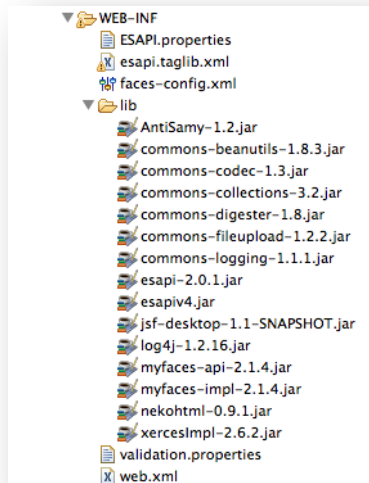 WEB-INF
ESAPI.properties
esapi.taglib.xml
faces-config.xml
lib
AntiSamy-1.2.jar
commons-beanutils-1.8.3.jar
commons-codec-1.3.jar
commons-collections-3.2.jar
commons-digester-1.8.jar
commons-fileupload-1.2.2.jar
commons-logging-1.1.1.jar
esapi-2.0.1.jar
esapiv4.jar
jsf-desktop-1.1-SNAPSHOT.jar
log4j-1.2.16.jar
myfaces-api-2.1.4.jar
myfaces-impl-2.1.4.jar
nekohtml-0.9.1.jar
xercesImpl-2.6.2.jar
validation.properties
web.xml